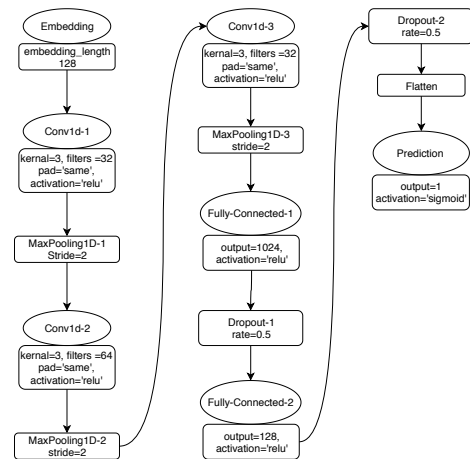 Embedding
embedding_length
128
Conv1d-1
kernal=3, filters =32
pad='same',
activation='relu'
MaxPooling1D-1
Stride=2
Conv1d-2
kernal=3, filters =64
pad='same',
activation='relu'
MaxPooling1D-2
stride=2
Conv1d-3
kernal=3, filters=32
pad='same',
activation='relu'
MaxPooling1D-3
stride=2
Fully-Connected-1
output=1024,
activation='relu'
Dropout-1
rate=0.5
Fully-Connected-2
output=128,
activation='relu'
Dropout-2
rate=0.5
Flatten
Prediction
output=1
activation='sigmoid'